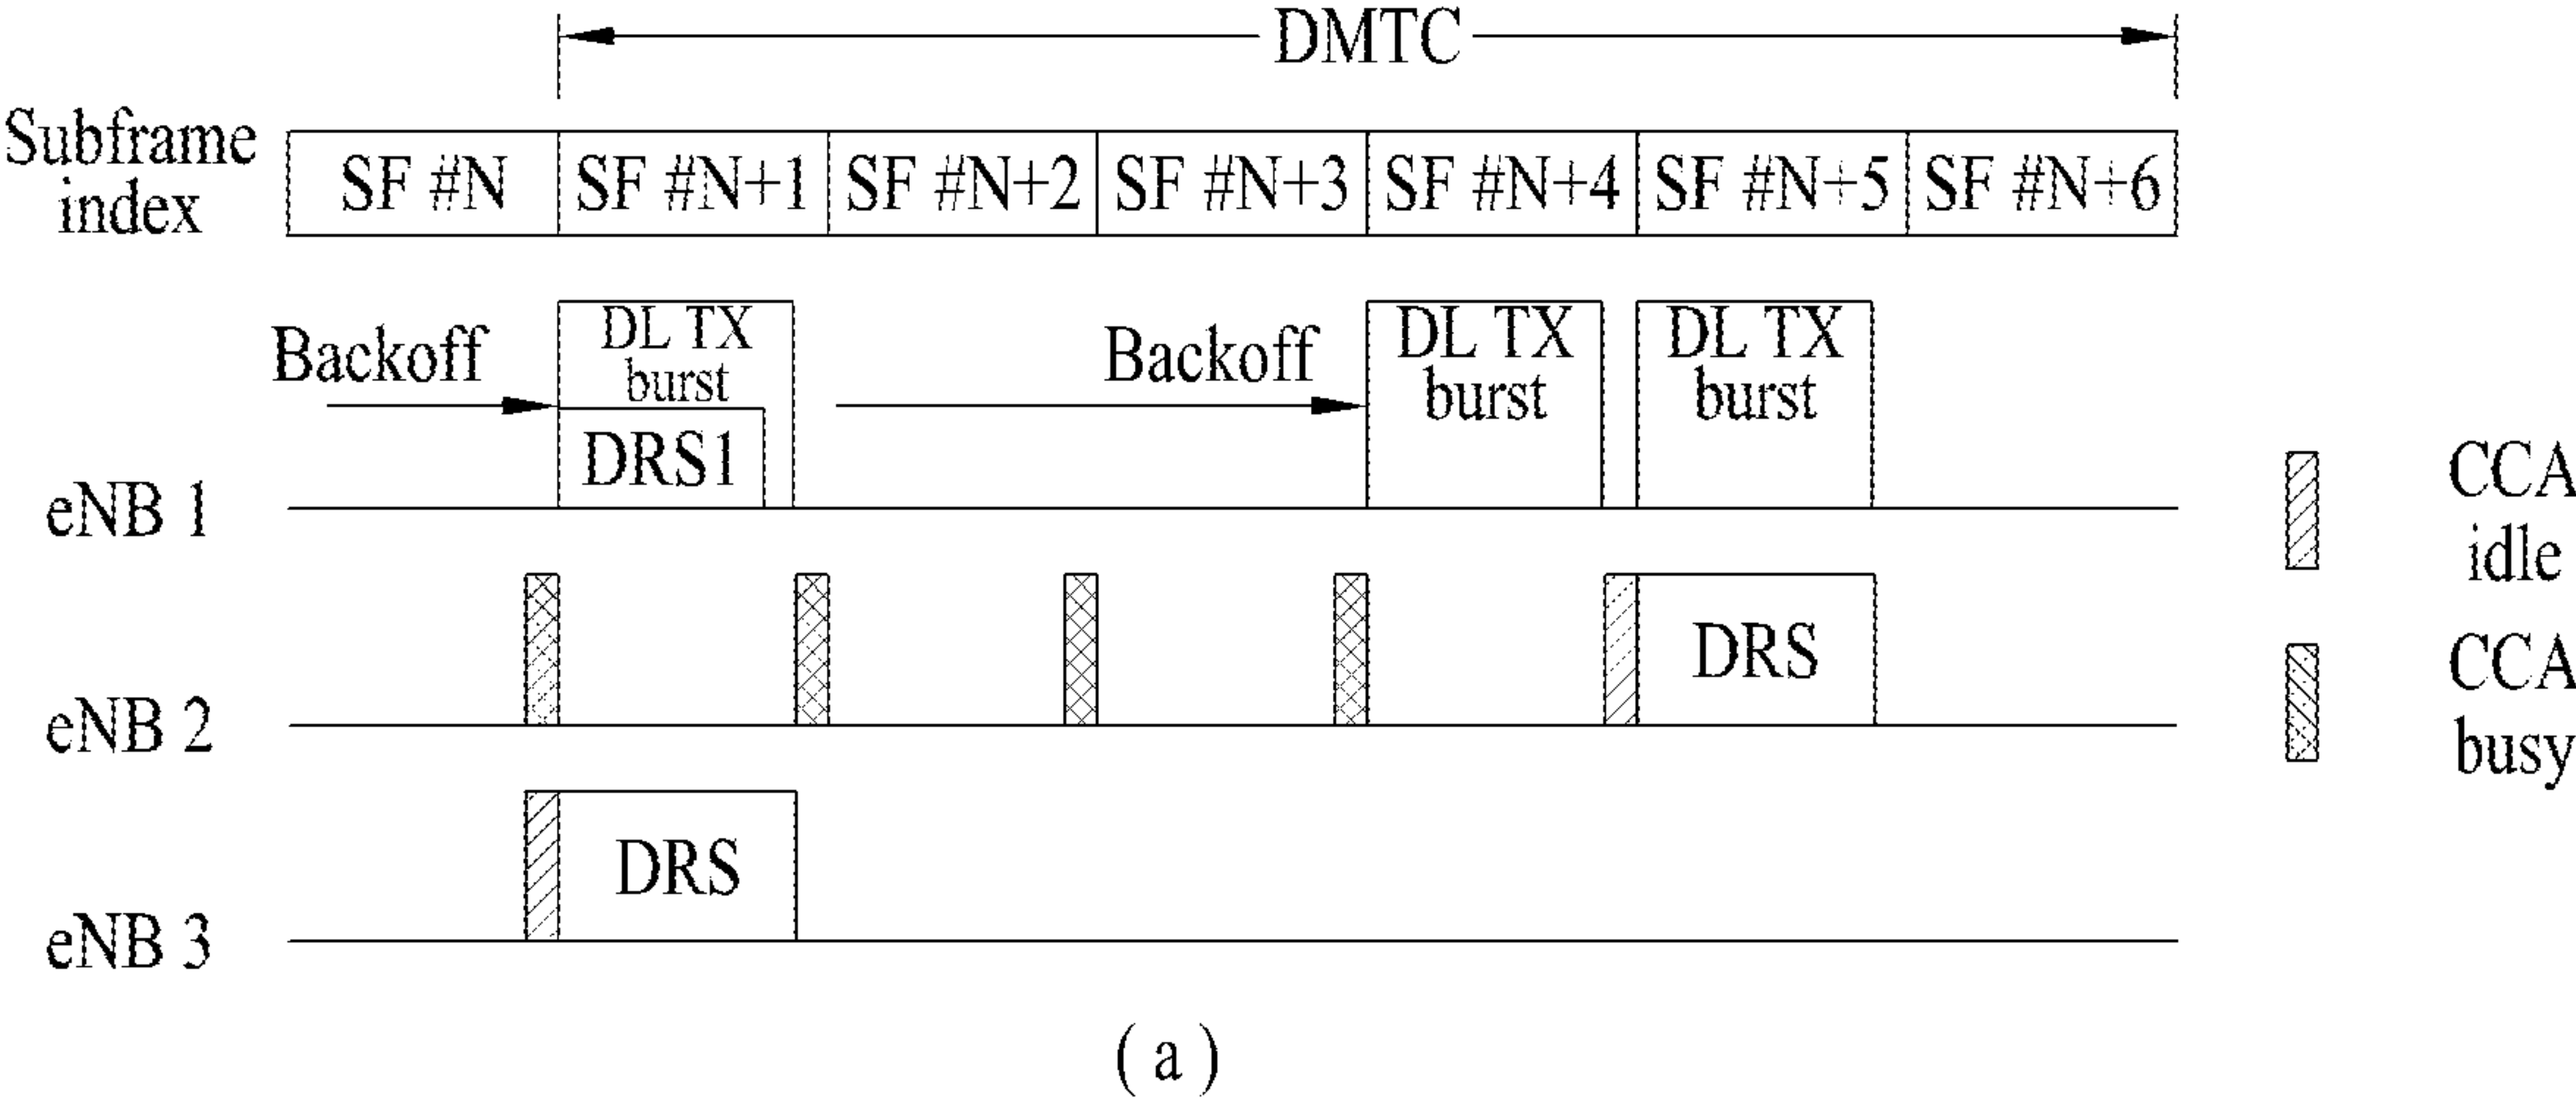 DMTC
Subframe
index
SF #N
SF #N+1
SF #N+2
SF #N+3
SF #N+4
SF #N+5
SF #N+6
Backoff
DL TX
burst
DRS1
Backoff
DL TX
burst
DL TX
burst
eNB 1
CCA
idle
DRS
eNB 2
CCA
busy
DRS
eNB 3
( a )